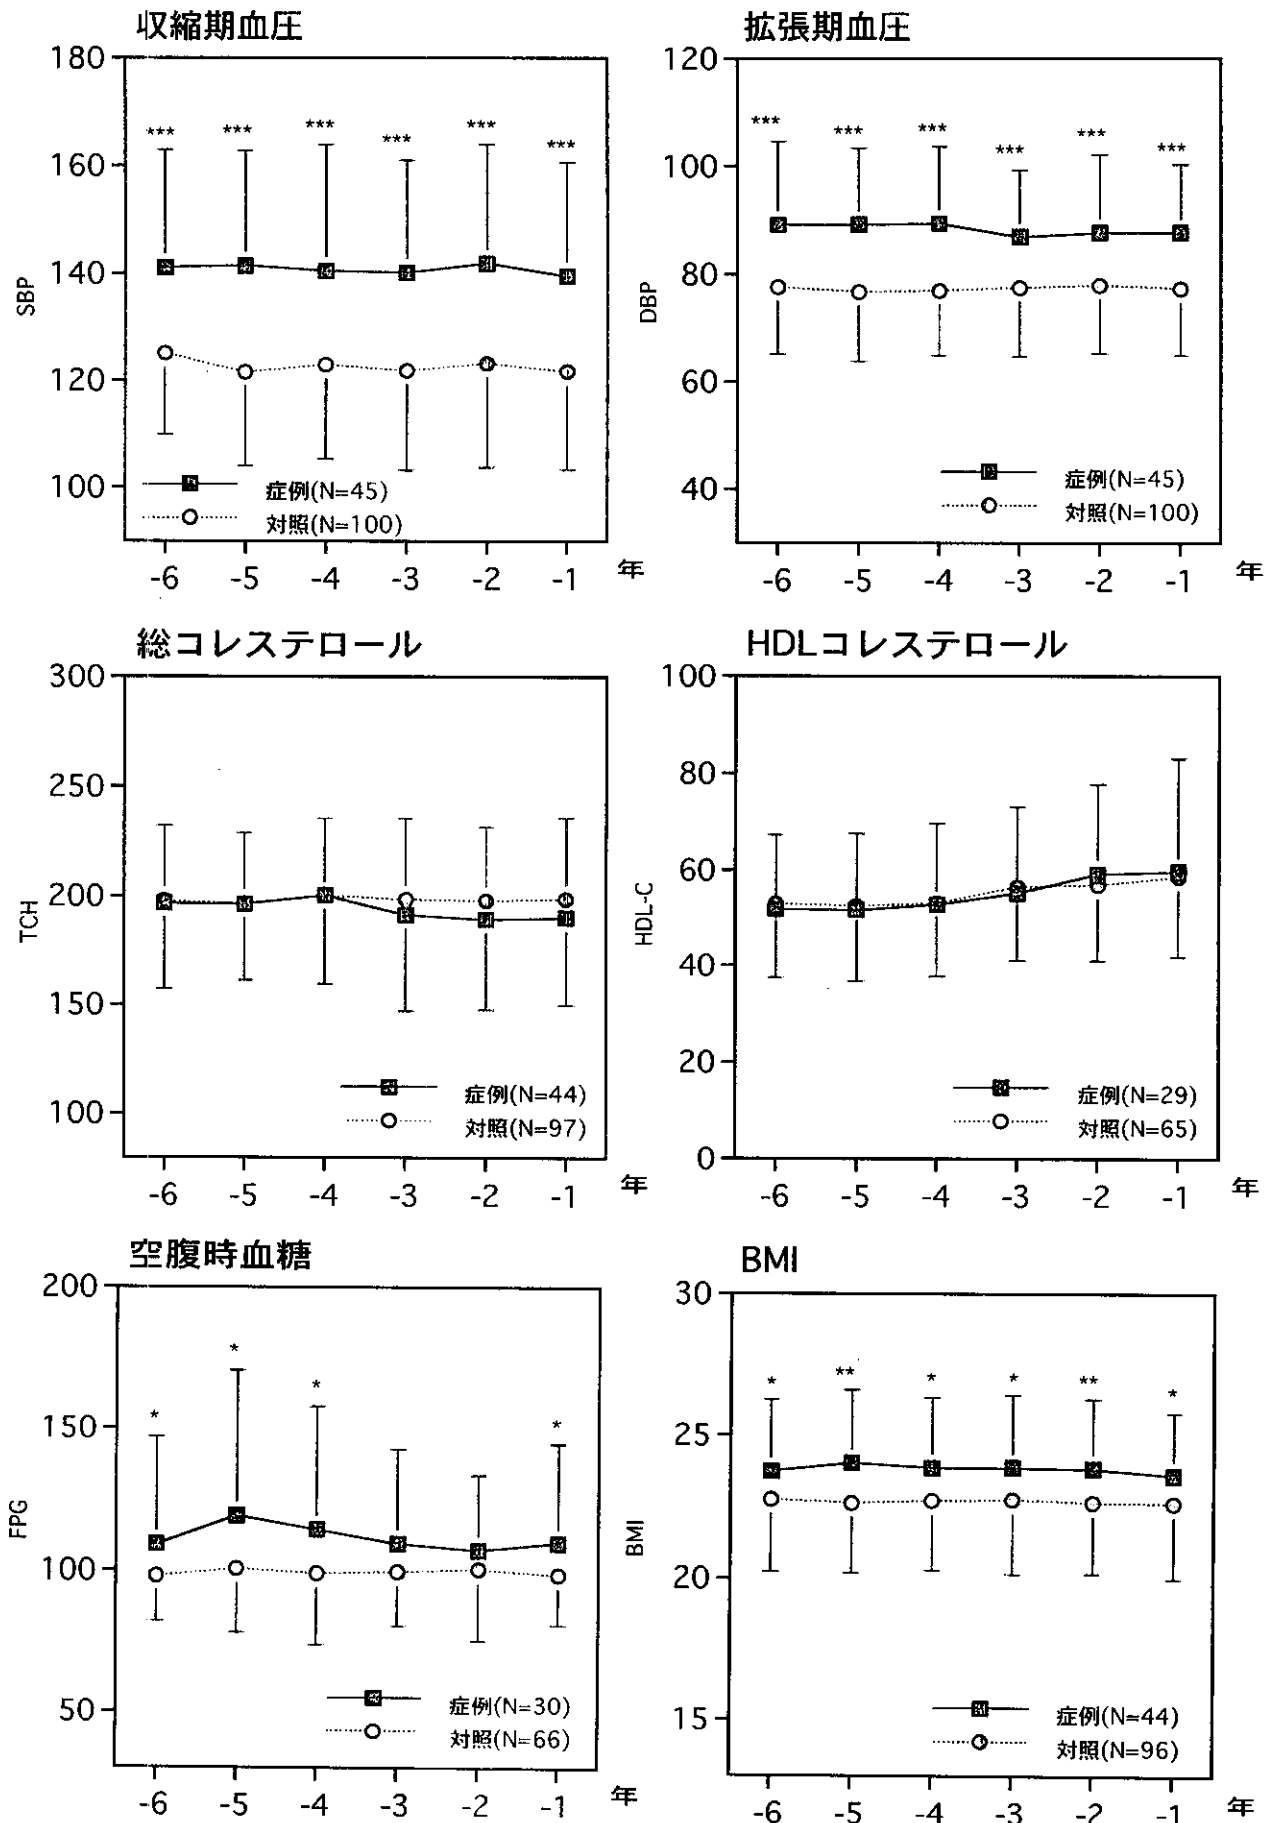 収縮期血圧
180
160
140
120
100
SBP
*** *** *** *** *** ***
症例(N=45)
対照(N=100)
-6 -5 -4 -3 -2 -1 年
拡張期血圧
120
100
80
60
40
DBP
*** *** *** *** *** ***
症例(N=45)
対照(N=100)
-6 -5 -4 -3 -2 -1 年
総コレステロール
300
250
200
150
100
TCH
症例(N=44)
対照(N=97)
-6 -5 -4 -3 -2 -1 年
HDLコレステロール
100
80
60
40
20
0
HDL-C
症例(N=29)
対照(N=65)
-6 -5 -4 -3 -2 -1 年
空腹時血糖
200
150
100
50
FPG
* * * *
症例(N=30)
対照(N=66)
-6 -5 -4 -3 -2 -1 年
BMI
30
25
20
15
BMI
* ** * * ** *
症例(N=44)
対照(N=96)
-6 -5 -4 -3 -2 -1 年